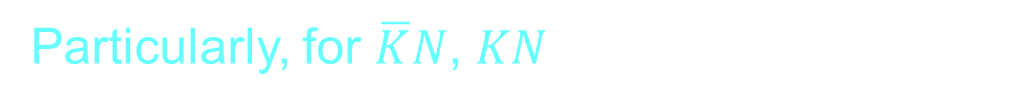 Particularly, for K̅N, KN